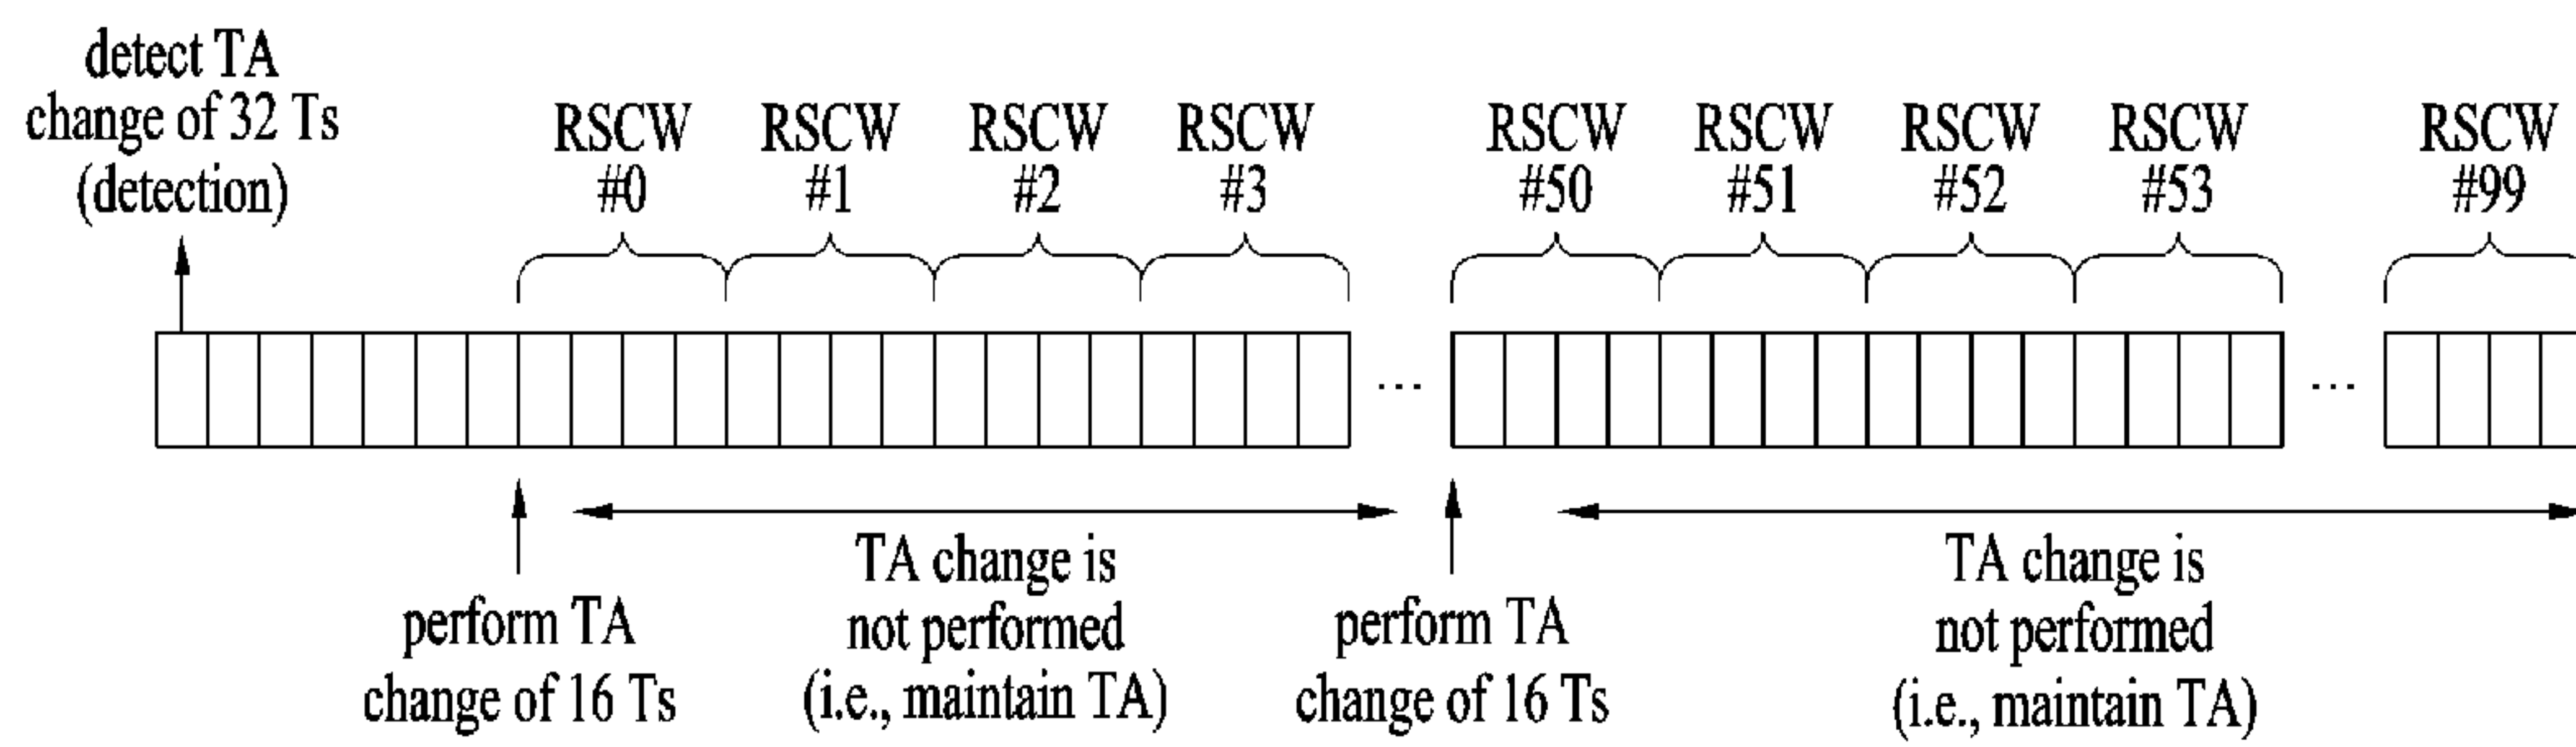 detect TA
change of 32 Ts
(detection)
RSCW
#0
RSCW
#1
RSCW
#2
RSCW
#3
RSCW
#50
RSCW
#51
RSCW
#52
RSCW
#53
RSCW
#99
...
...
perform TA
change of 16 Ts
TA change is
not performed
(i.e., maintain TA)
perform TA
change of 16 Ts
TA change is
not performed
(i.e., maintain TA)